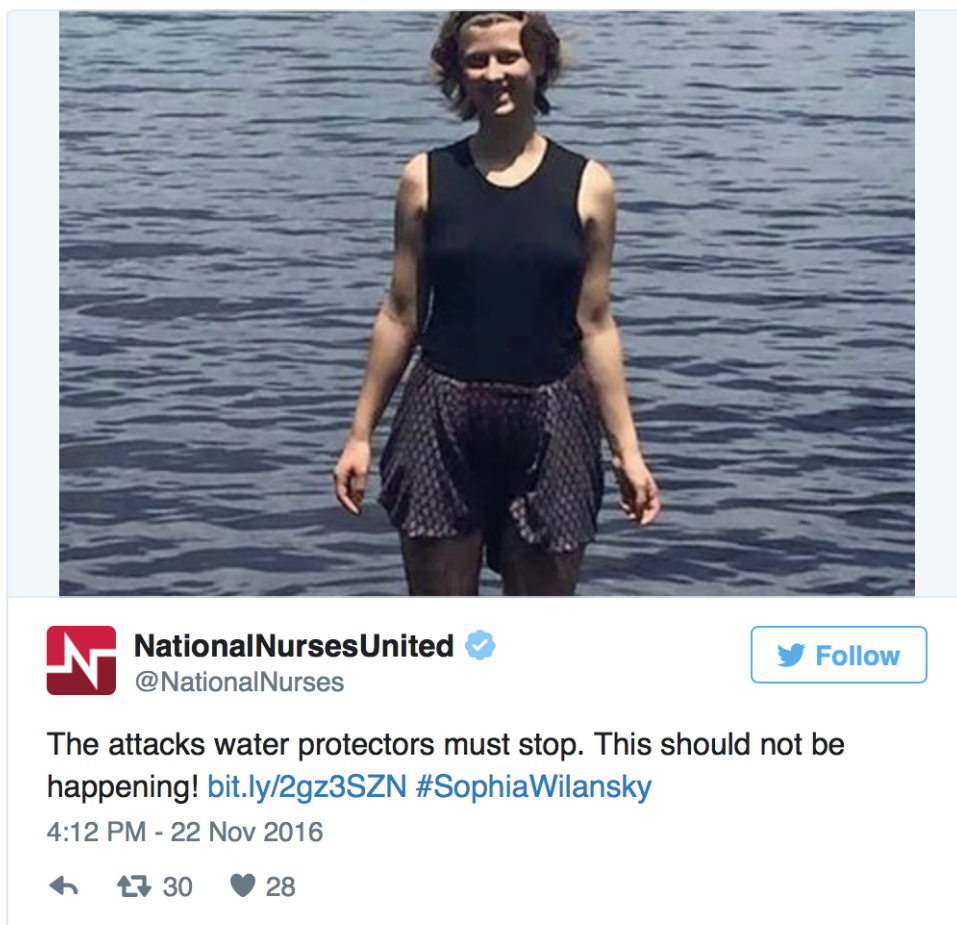 NationalNursesUnited
@NationalNurses
Follow
The attacks water protectors must stop. This should not be
happening! bit.ly/2gz3SZN #SophiaWilansky
4:12 PM - 22 Nov 2016
30 28